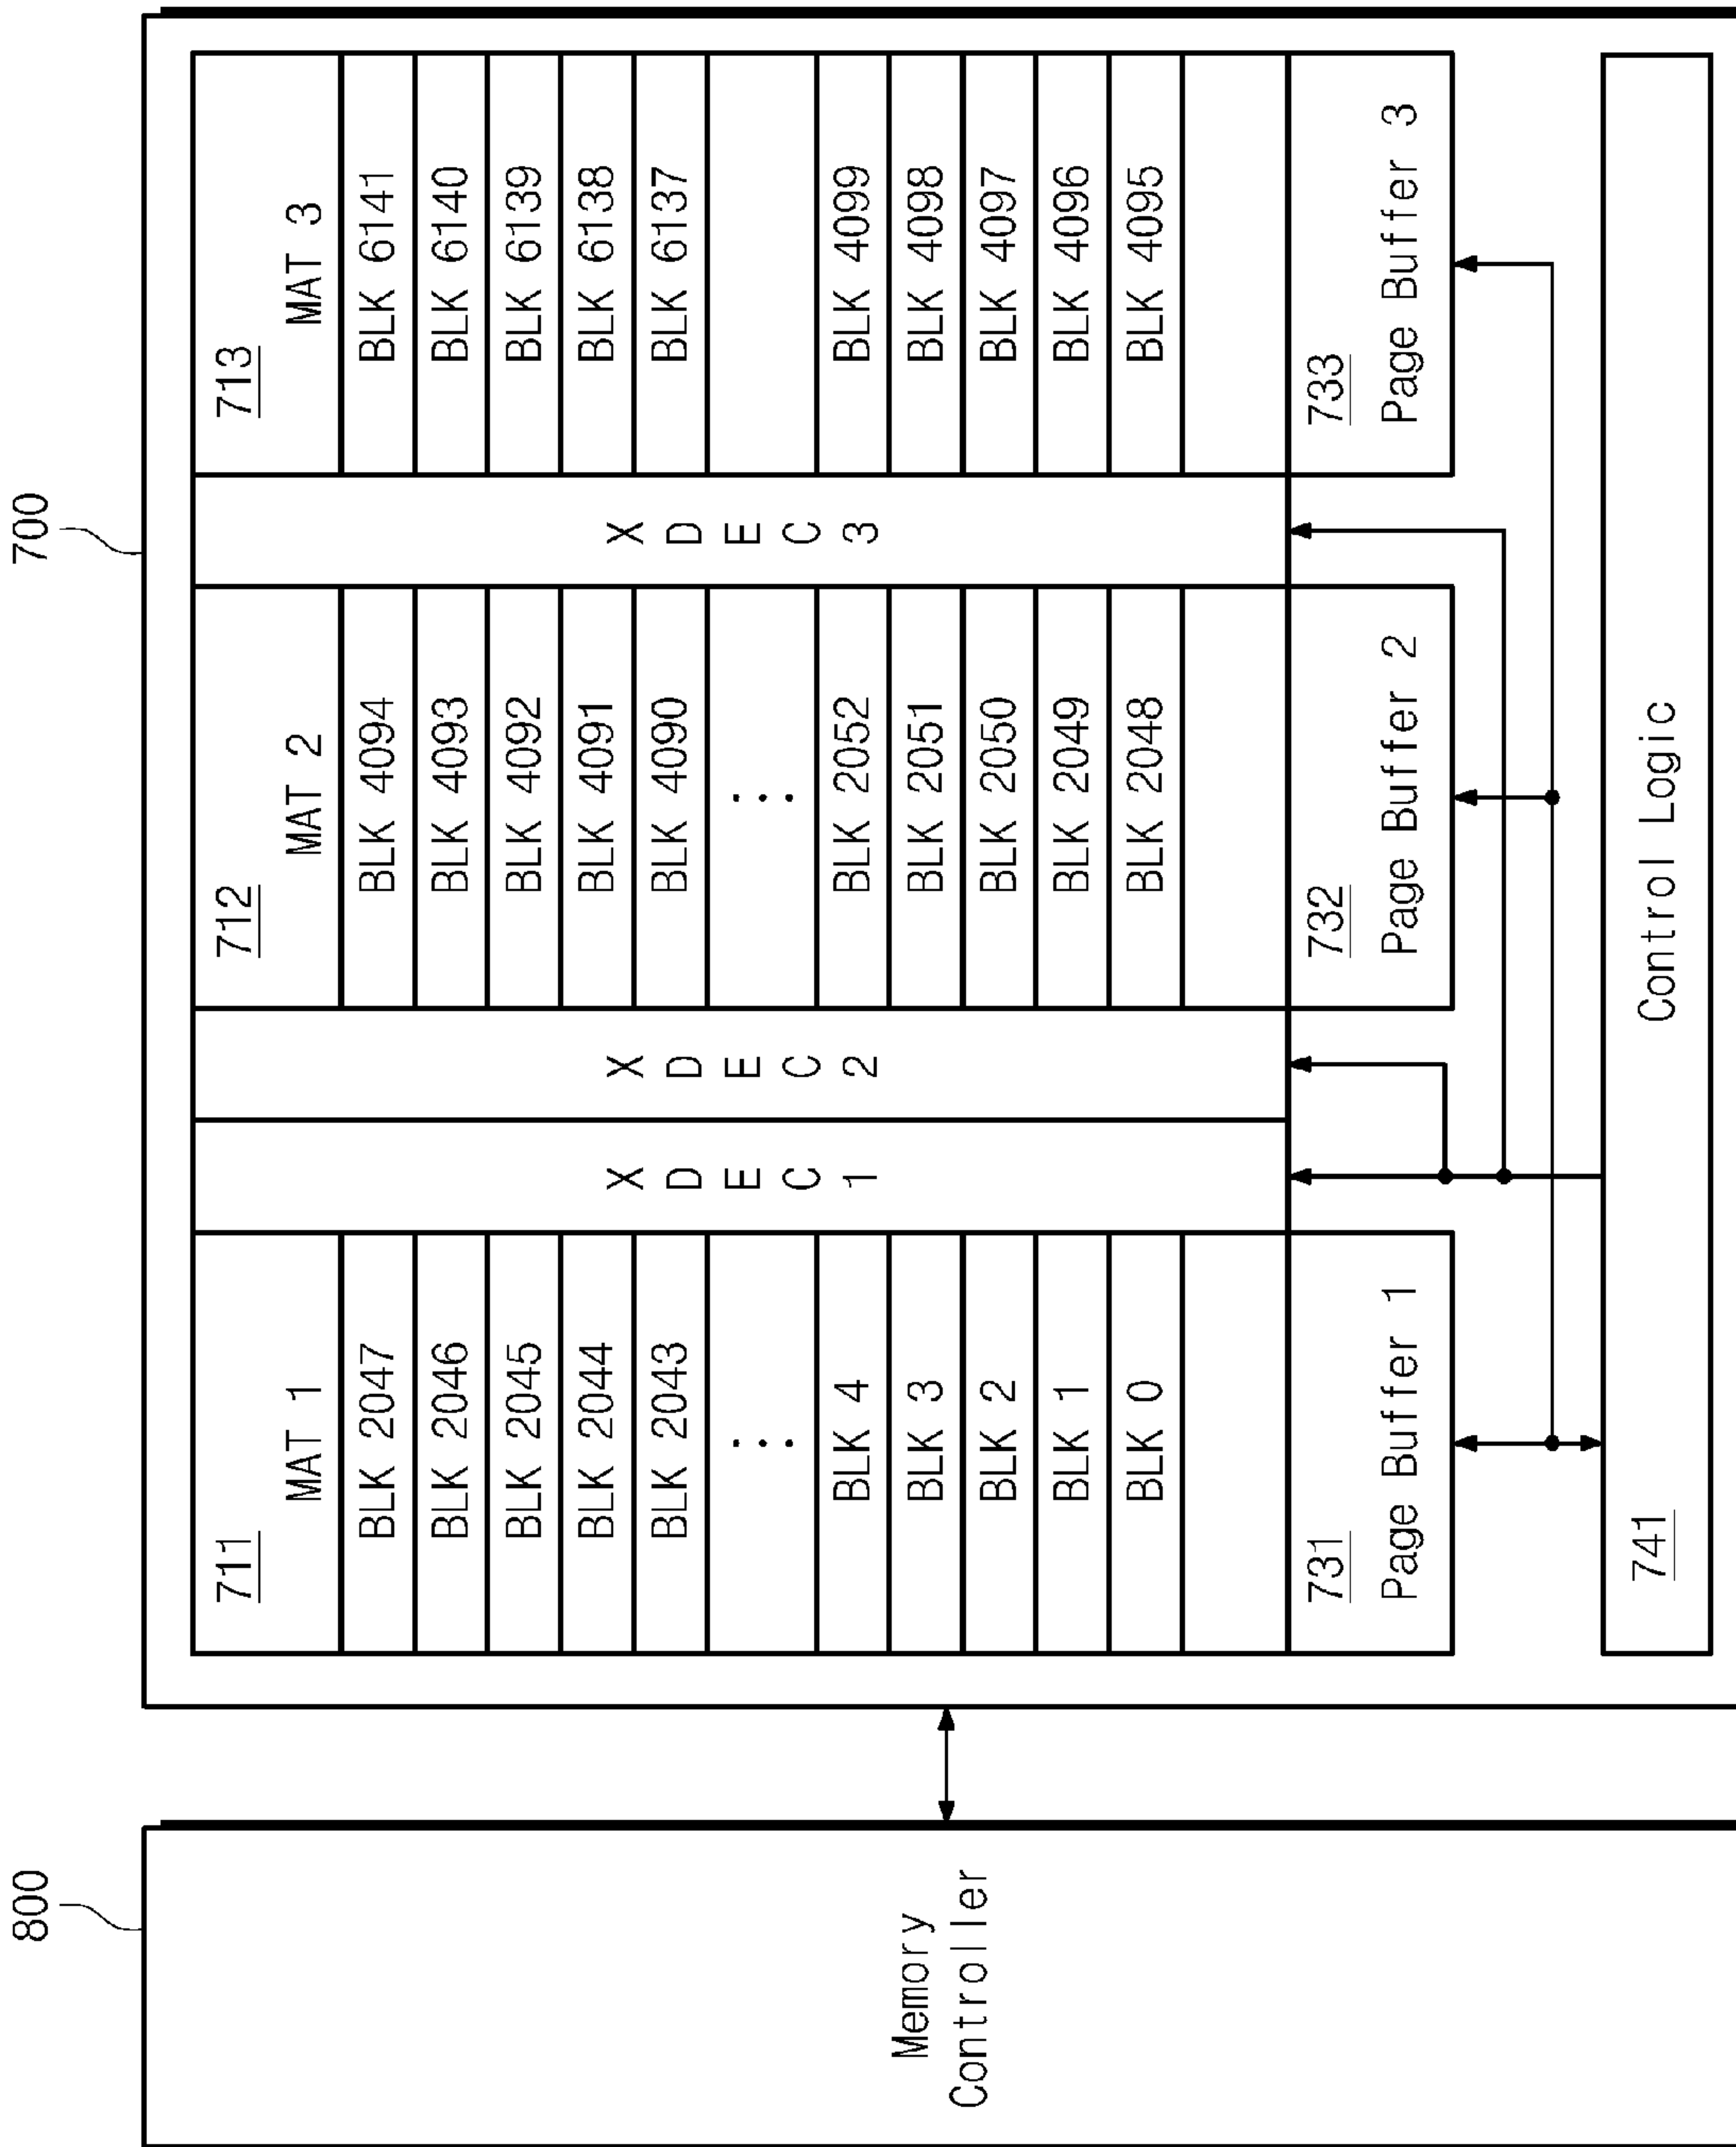 800
700
Memory
Controller
711
MAT 1
BLK 2047
BLK 2046
BLK 2045
BLK 2044
BLK 2043
⋮
BLK 4
BLK 3
BLK 2
BLK 1
BLK 0
731
Page Buffer 1
XDEC1
XDEC2
712
MAT 2
BLK 4094
BLK 4093
BLK 4092
BLK 4091
BLK 4090
⋮
BLK 2052
BLK 2051
BLK 2050
BLK 2049
BLK 2048
732
Page Buffer 2
XDEC3
713
MAT 3
BLK 6141
BLK 6140
BLK 6139
BLK 6138
BLK 6137
BLK 4099
BLK 4098
BLK 4097
BLK 4096
BLK 4095
733
Page Buffer 3
741
Control Logic